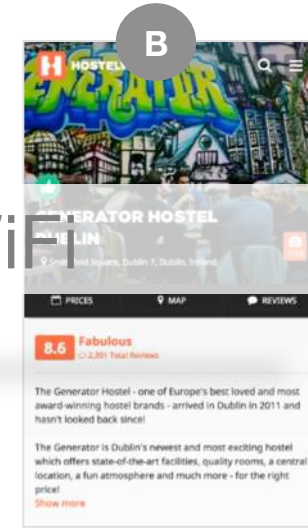 B
HOSTELW
GENERATOR
GENERATOR HOSTEL
DUBLIN
iFi
Smithfield Square, Dublin 7, Dublin, Ireland
PRICES
MAP
REVIEWS
8.6
Fabulous
2,391 Total Reviews
The Generator Hostel - one of Europe's best loved and most
award-winning hostel brands - arrived in Dublin in 2011 and
hasn't looked back since!
The Generator is Dublin's newest and most exciting hostel
which offers state-of-the-art facilities, quality rooms, a central
location, a fun atmosphere and much more - for the right
price!
Show more